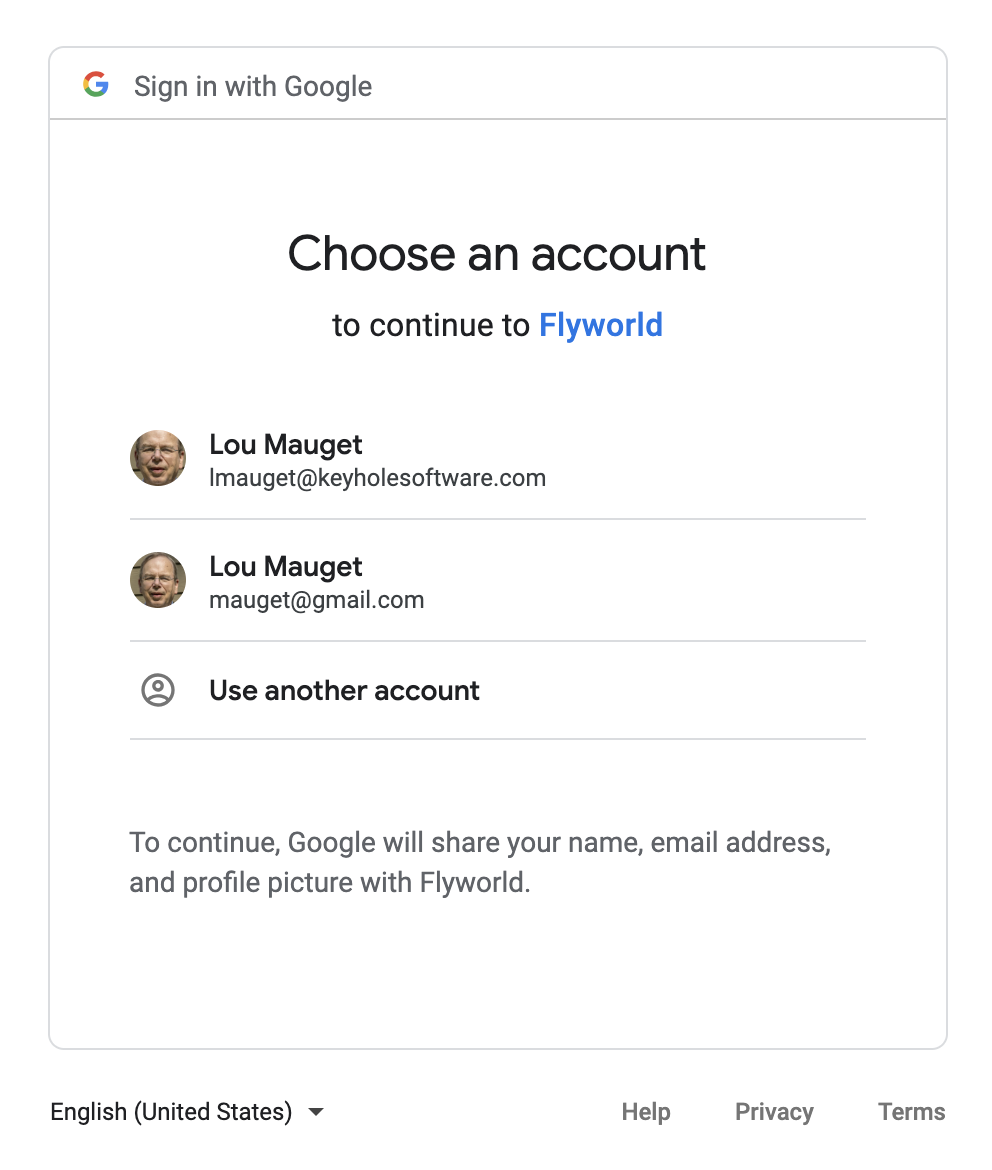 Sign in with Google
Choose an account
to continue to Flyworld
Lou Mauget
lmauget@keyholesoftware.com
Lou Mauget
mauget@gmail.com
Use another account
To continue, Google will share your name, email address,
and profile picture with Flyworld.
English (United States)
Help
Privacy
Terms